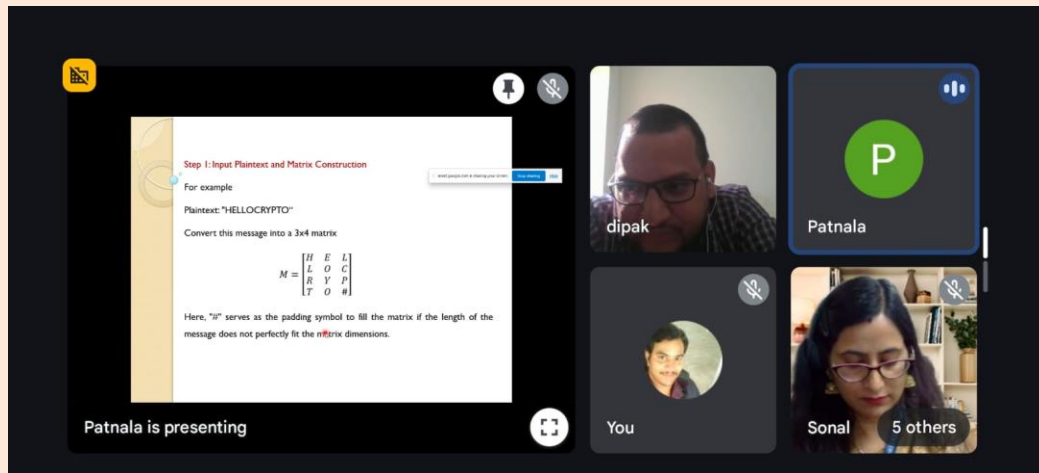 Step 1: Input Plaintext and Matrix Construction
For example
Plaintext: "HELLOCRYPTO"
Convert this message into a 3x4 matrix
M =
H E L
L O C
R Y P
T O #
Here, "#" serves as the padding symbol to fill the matrix if the length of the
message does not perfectly fit the matrix dimensions.
Stop sharing
Patnala is presenting
dipak
P
Patnala
You
Sonal
5 others